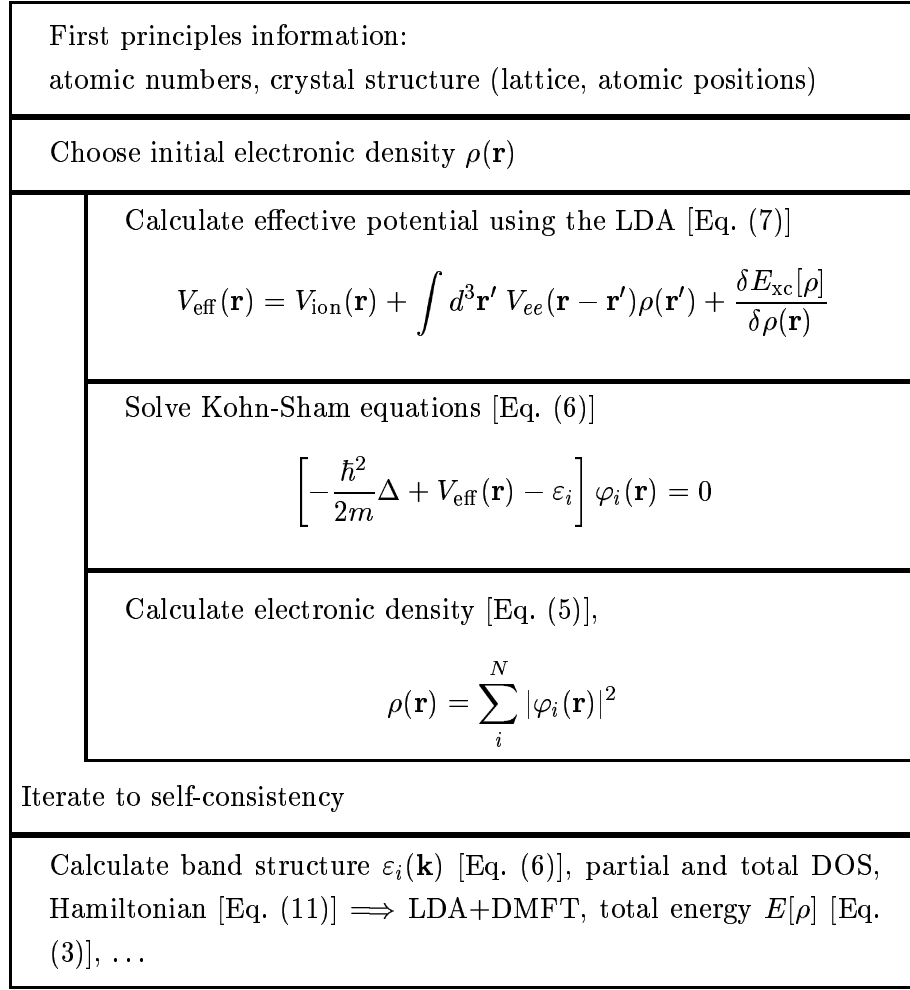 First principles information:
atomic numbers, crystal structure (lattice, atomic positions)
Choose initial electronic density ρ(𝐫)
Calculate effective potential using the LDA [Eq. (7)]
V_eff(𝐫) = V_ion(𝐫) + ∫ d³𝐫′ V_ee(𝐫 − 𝐫′)ρ(𝐫′) + δE_xc[ρ]/δρ(𝐫)
Solve Kohn-Sham equations [Eq. (6)]
[−ℏ²/2m Δ + V_eff(𝐫) − ε_i] φ_i(𝐫) = 0
Calculate electronic density [Eq. (5)],
ρ(𝐫) = ∑_i^N |φ_i(𝐫)|²
Iterate to self-consistency
Calculate band structure ε_i(𝐤) [Eq. (6)], partial and total DOS,
Hamiltonian [Eq. (11)] ⟹ LDA+DMFT, total energy E[ρ] [Eq.
(3)], ...